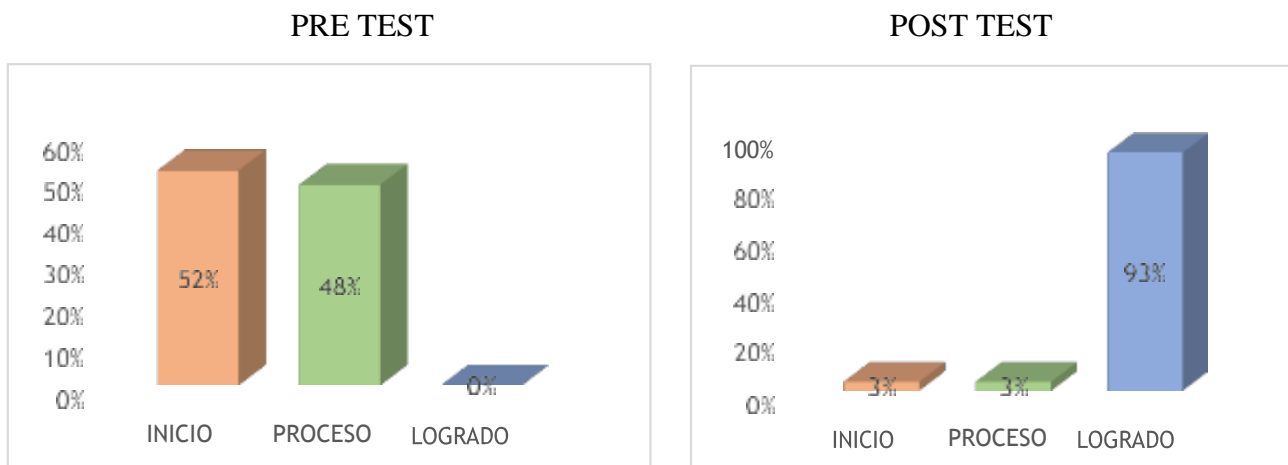 PRE TEST
60%
50%
40%
30%
20%
10%
0%
52%
48%
0%
INICIO
PROCESO
LOGRADO
POST TEST
100%
80%
60%
40%
20%
0%
3%
3%
93%
INICIO
PROCESO
LOGRADO